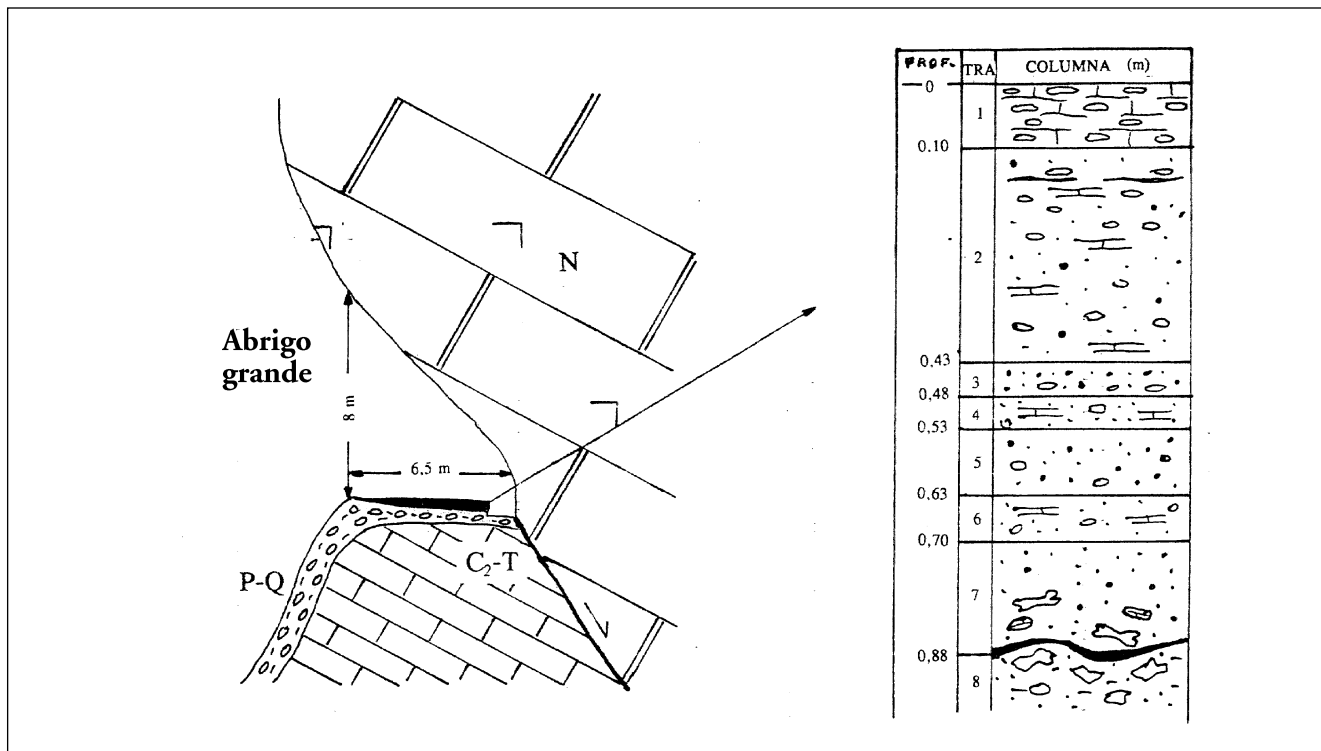 Abrigo
grande
8 m
6,5 m
N
C₂-T
P-Q
PROF. TRA COLUMNA (m)
0
1
0.10
2
0,43
3
0,48
4
0,53
5
0,63
6
0,70
7
0,88
8